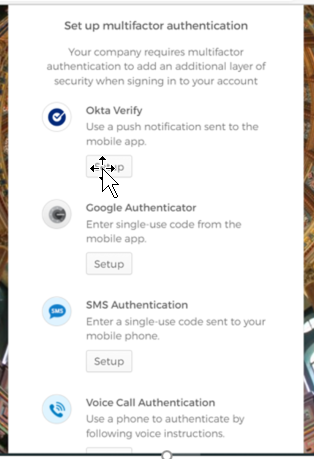 Set up multifactor authentication
Your company requires multifactor
authentication to add an additional layer of
security when signing in to your account
Okta Verify
Use a push notification sent to the
mobile app.
Google Authenticator
Enter single-use code from the
mobile app.
Setup
SMS
SMS Authentication
Enter a single-use code sent to your
mobile phone.
Setup
Voice Call Authentication
Use a phone to authenticate by
following voice instructions.